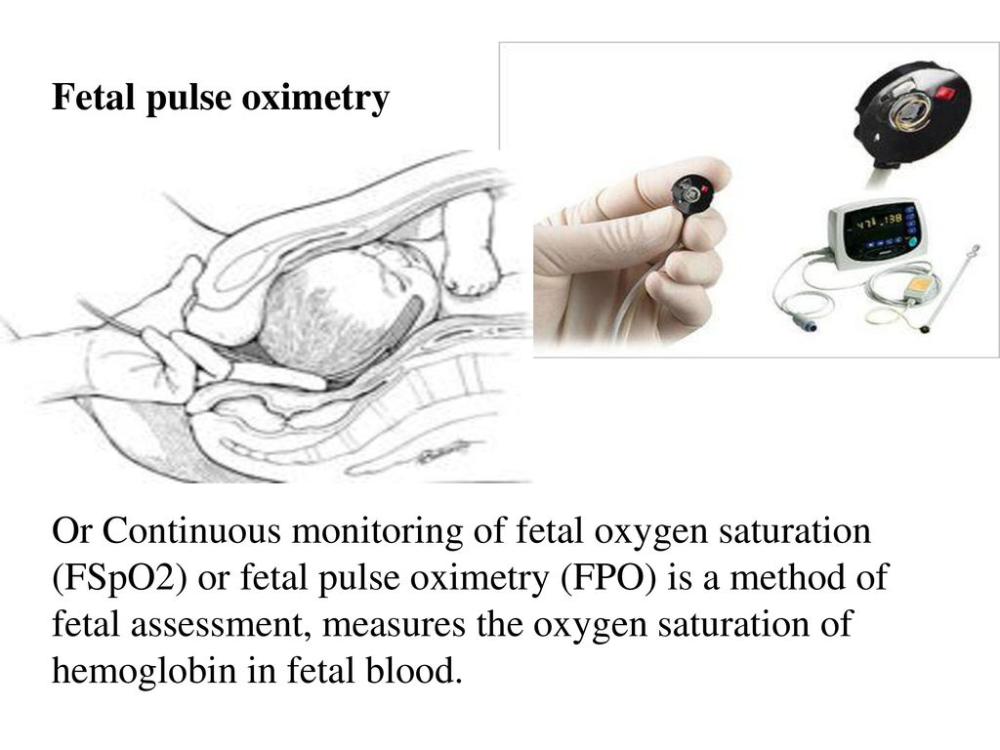 Fetal pulse oximetry
47 138
Or Continuous monitoring of fetal oxygen saturation
(FSpO2) or fetal pulse oximetry (FPO) is a method of
fetal assessment, measures the oxygen saturation of
hemoglobin in fetal blood.